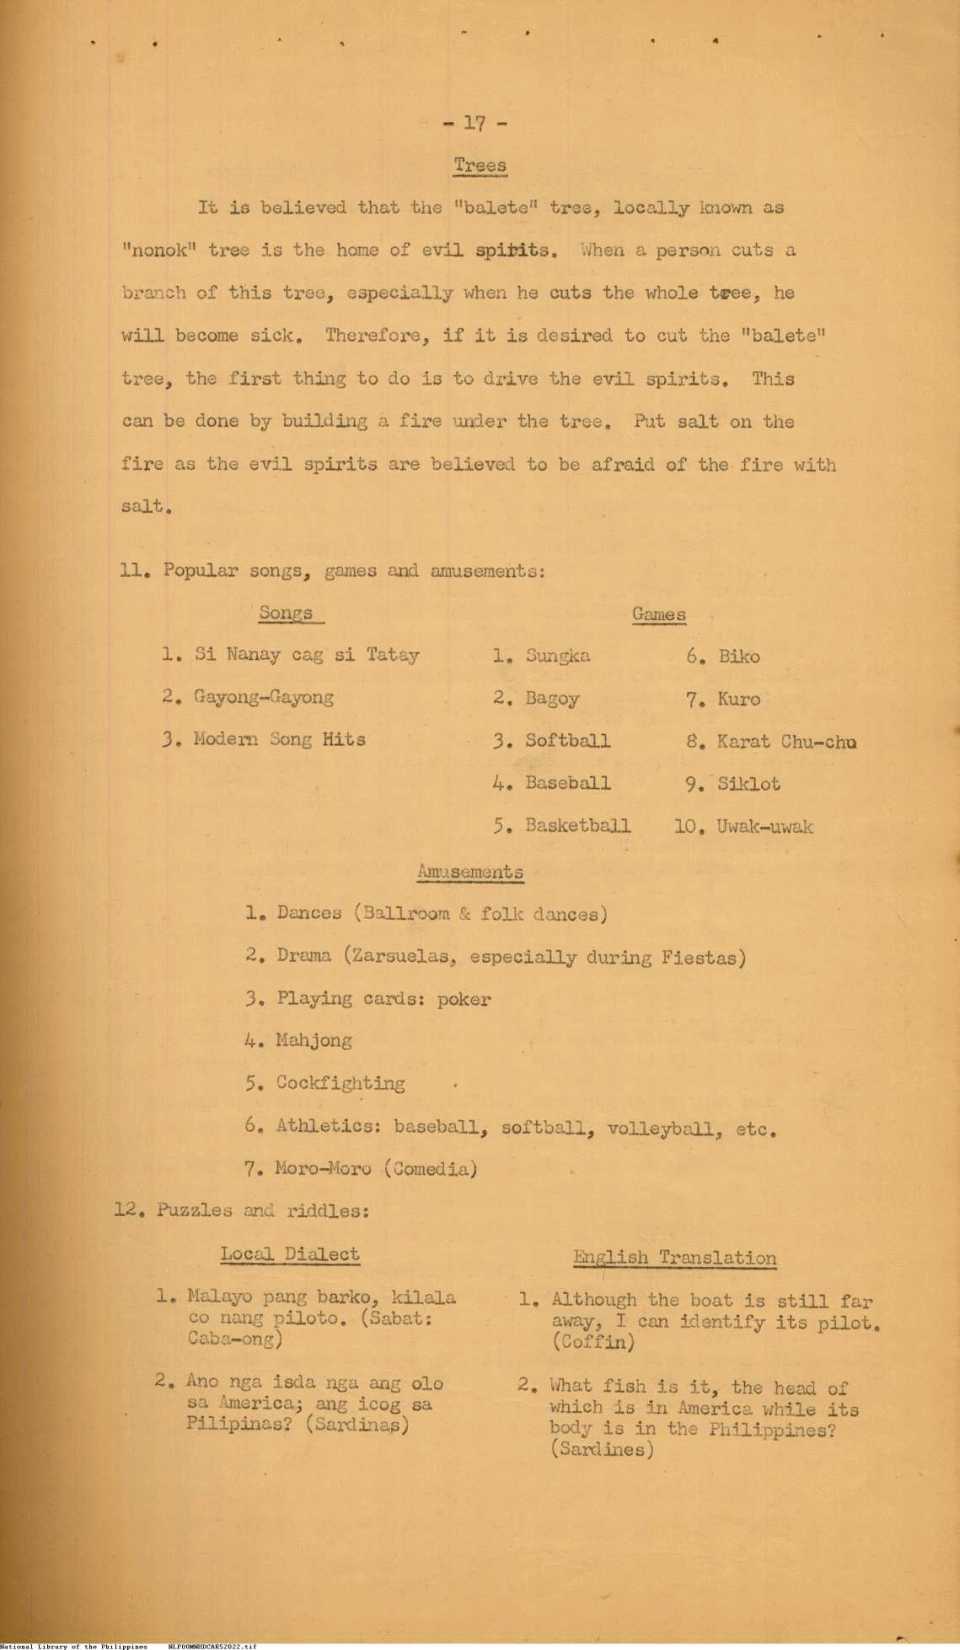 - 17 -
Trees
It is believed that the "balete" tree, locally known as
"nonok" tree is the home of evil spirits. When a person cuts a
branch of this tree, especially when he cuts the whole tree, he
will become sick. Therefore, if it is desired to cut the "balete"
tree, the first thing to do is to drive the evil spirits. This
can be done by building a fire under the tree. Put salt on the
fire as the evil spirits are believed to be afraid of the fire with
salt.
11. Popular songs, games and amusements:
Songs
1. Si Nanay cag si Tatay
2. Gayong-Gayong
3. Modern Song Hits
Games
1. Sungka
2. Bagoy
3. Softball
4. Baseball
5. Basketball
6. Biko
7. Kuro
8. Karat Chu-chu
9. Siklot
10. Uwak-uwak
Amusements
1. Dances (Ballroom & folk dances)
2. Drama (Zarsuelas, especially during Fiestas)
3. Playing cards: poker
4. Mahjong
5. Cockfighting
6. Athletics: baseball, softball, volleyball, etc.
7. Moro-Moro (Comedia)
12. Puzzles and riddles:
Local Dialect
1. Malayo pang barko, kilala
co nang piloto. (Sabat:
Caba-ong)
2. Ano nga isda nga ang olo
sa America; ang icog sa
Pilipinas? (Sardinas)
English Translation
1. Although the boat is still far
away, I can identify its pilot.
(Coffin)
2. What fish is it, the head of
which is in America while its
body is in the Philippines?
(Sardines)
National Library of the Philippines NLPDOMNHDCAR52022.tif